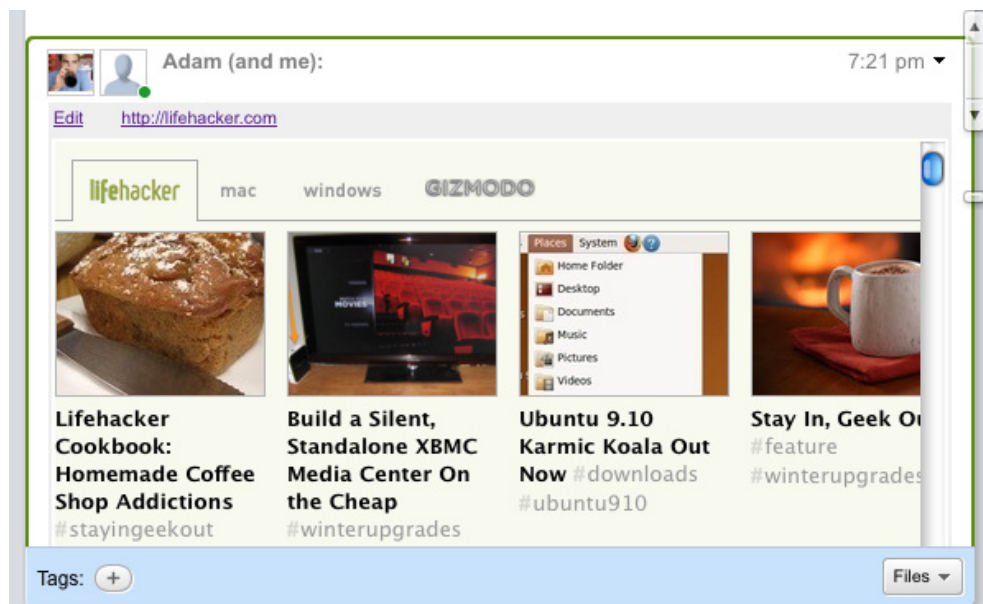 Adam (and me):
7:21 pm
Edit http://lifehacker.com
lifehacker mac windows GIZMODO
MOVIES
Places System
Home Folder
Desktop
Documents
Music
Pictures
Videos
Lifehacker
Cookbook:
Homemade Coffee
Shop Addictions
#stayingeekout
Build a Silent,
Standalone XBMC
Media Center On
the Cheap
#winterupgrades
Ubuntu 9.10
Karmic Koala Out
Now #downloads
#ubuntu910
Stay In, Geek Ou
#feature
#winterupgrades
Tags: +
Files